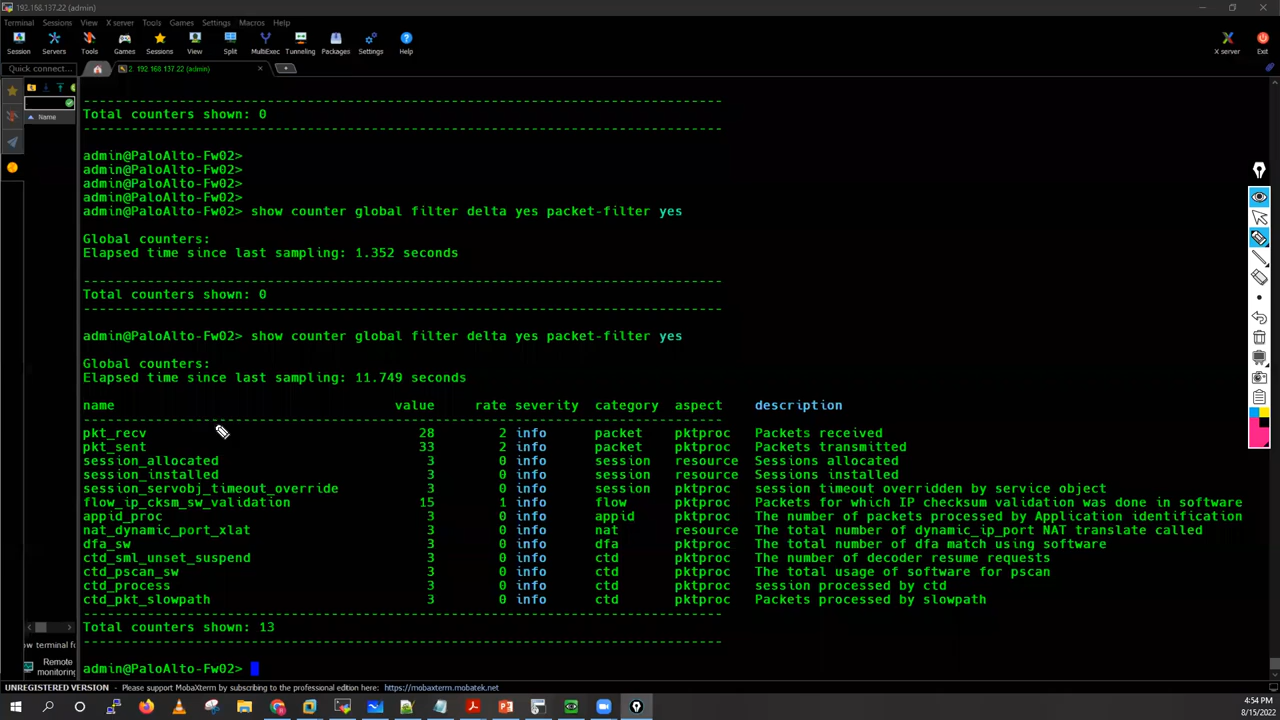 192.168.137.22 (admin)
Terminal Sessions View X server Tools Games Settings Macros Help
Session Servers Tools Games Sessions View Split MultiExec Tunneling Packages Settings Help X server Exit
Quick connect... 2. 192.168.137.22 (admin)
Name
--------------------------------------------------------------------------------
Total counters shown: 0
--------------------------------------------------------------------------------
admin@PaloAlto-Fw02>
admin@PaloAlto-Fw02>
admin@PaloAlto-Fw02>
admin@PaloAlto-Fw02>
admin@PaloAlto-Fw02> show counter global filter delta yes packet-filter yes
Global counters:
Elapsed time since last sampling: 1.352 seconds
--------------------------------------------------------------------------------
Total counters shown: 0
--------------------------------------------------------------------------------
admin@PaloAlto-Fw02> show counter global filter delta yes packet-filter yes
Global counters:
Elapsed time since last sampling: 11.749 seconds
name value rate severity category aspect description
--------------------------------------------------------------------------------
pkt_recv 28 2 info packet pktproc Packets received
pkt_sent 33 2 info packet pktproc Packets transmitted
session_allocated 3 0 info session resource Sessions allocated
session_installed 3 0 info session resource Sessions installed
session_servobj_timeout_override 3 0 info session pktproc session timeout overridden by service object
flow_ip_cksm_sw_validation 15 1 info flow pktproc Packets for which IP checksum validation was done in software
appid_proc 3 0 info appid pktproc The number of packets processed by Application identification
nat_dynamic_port_xlat 3 0 info nat resource The total number of dynamic_ip_port NAT translate called
dfa_sw 3 0 info dfa pktproc The total number of dfa match using software
ctd_sml_unset_suspend 3 0 info ctd pktproc The number of decoder resume requests
ctd_pscan_sw 3 0 info ctd pktproc The total usage of software for pscan
ctd_process 3 0 info ctd pktproc session processed by ctd
ctd_pkt_slowpath 3 0 info ctd pktproc Packets processed by slowpath
--------------------------------------------------------------------------------
Total counters shown: 13
--------------------------------------------------------------------------------
admin@PaloAlto-Fw02>
ow terminal fo
Remote
monitoring
UNREGISTERED VERSION - Please support MobaXterm by subscribing to the professional edition here: https://mobaxterm.mobatek.net
4:54 PM
8/15/2022